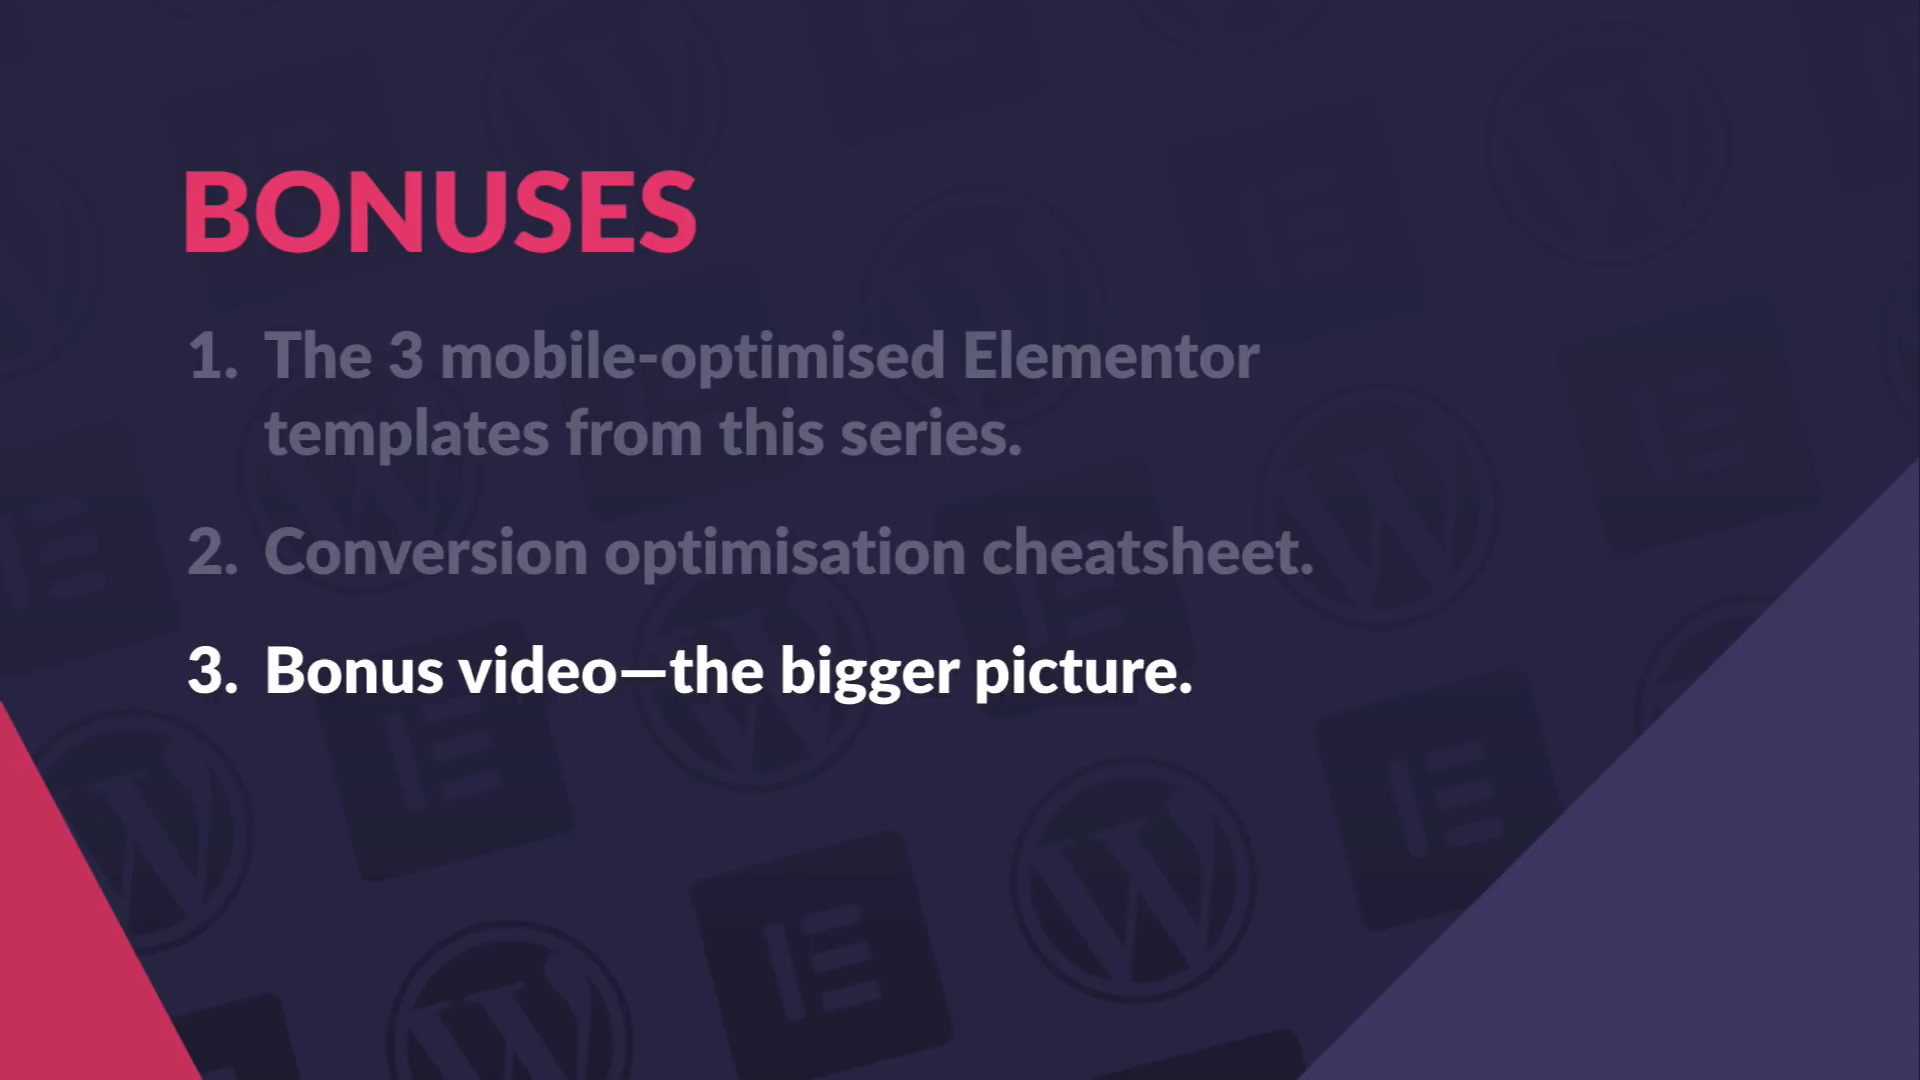 BONUSES
1. The 3 mobile-optimised Elementor
templates from this series.
2. Conversion optimisation cheatsheet.
3. Bonus video—the bigger picture.